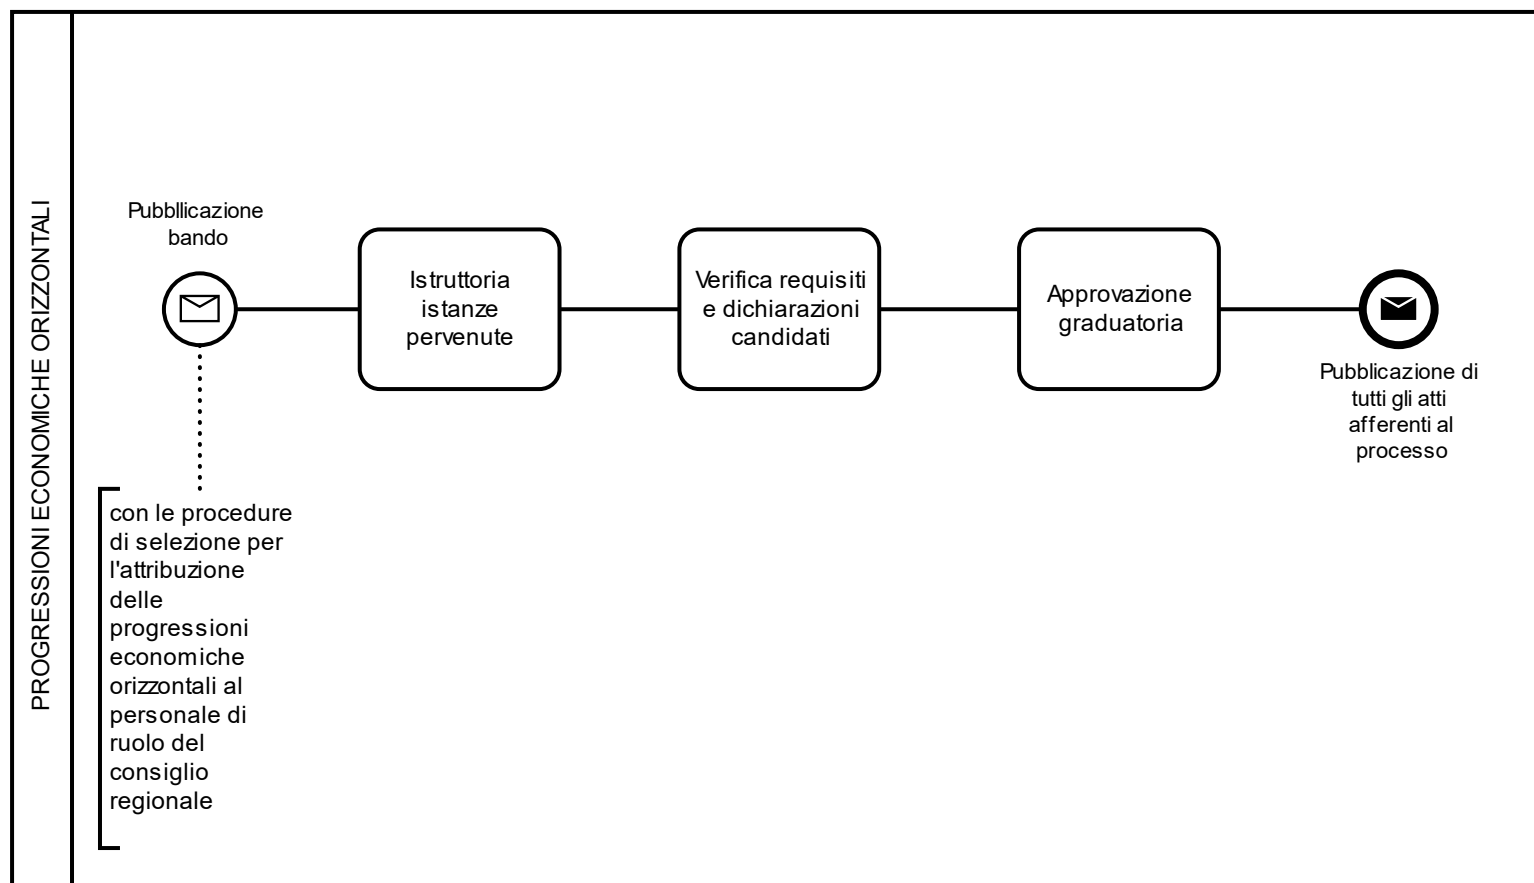 PROGRESSIONI ECONOMICHE ORIZZONTALI
Pubbllicazione
bando
Istruttoria
istanze
pervenute
Verifica requisiti
e dichiarazioni
candidati
Approvazione
graduatoria
Pubblicazione di
tutti gli atti
afferenti al
processo
con le procedure
di selezione per
l'attribuzione
delle
progressioni
economiche
orizzontali al
personale di
ruolo del
consiglio
regionale